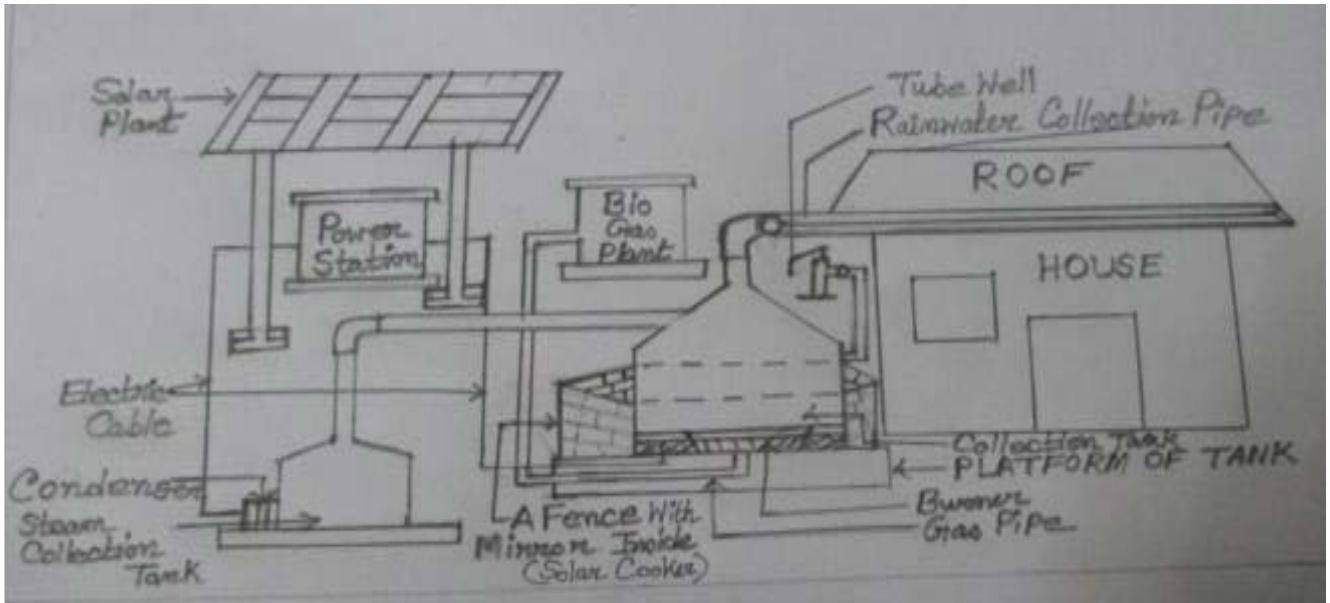 Solar
Plant
Power
Station
Bio
Gas
Plant
Tube Well
Rainwater Collection Pipe
ROOF
HOUSE
Electric
Cable
Condensor
Steam
Collection
Tank
A Fence With
Mirror Inside
(Solar Cooker)
Collection Tank
PLATFORM OF TANK
Burner
Gas Pipe